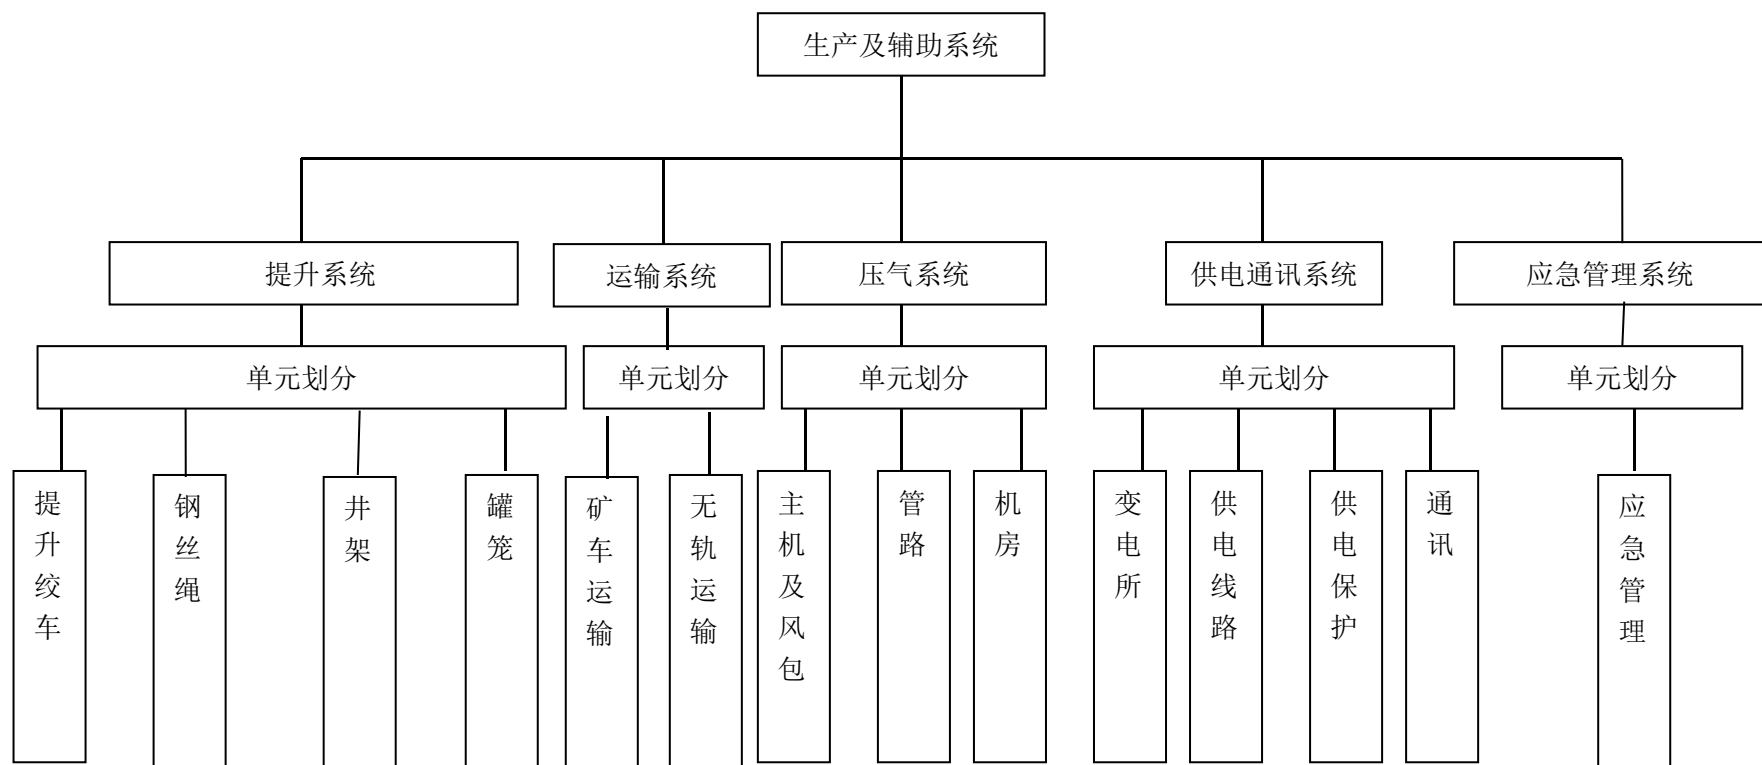 生产及辅助系统
提升系统
运输系统
压气系统
供电通讯系统
应急管理系统
单元划分
单元划分
单元划分
单元划分
单元划分
提升绞车
钢丝绳
井架
罐笼
矿车运输
无轨运输
主机及风包
管路
机房
变电所
供电线路
供电保护
通讯
应急管理